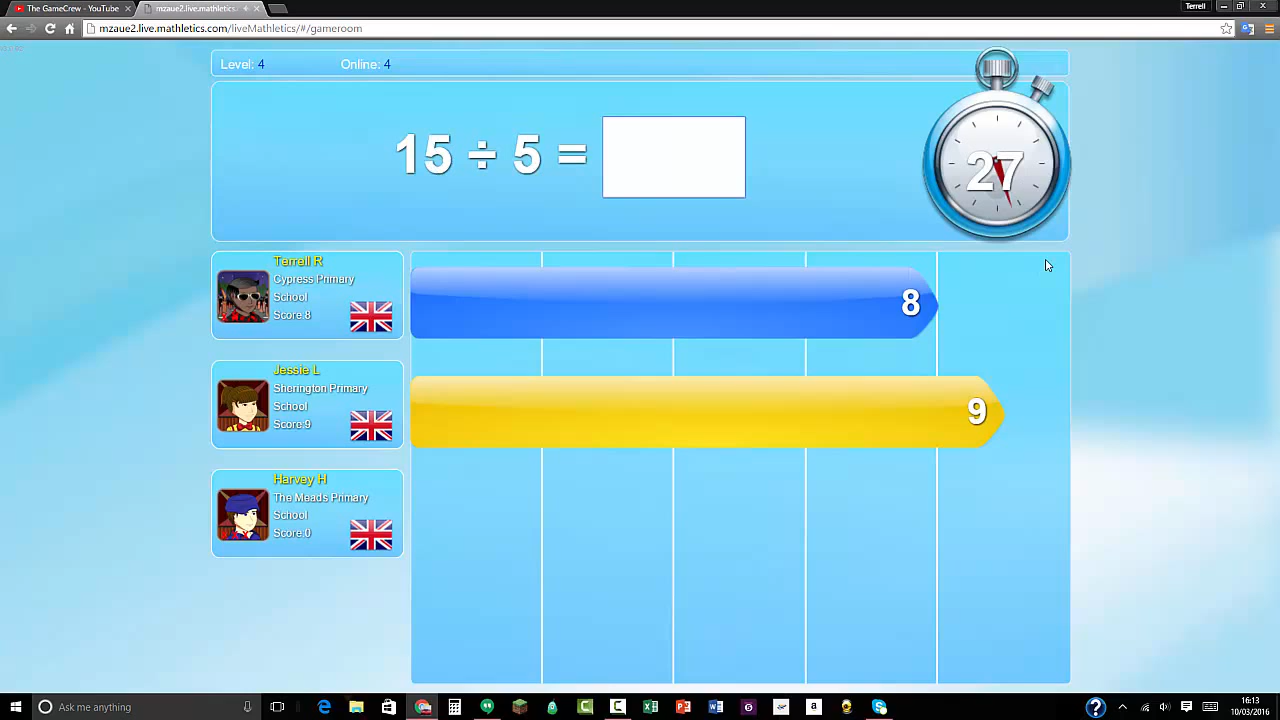 The GameCrew - YouTube
mzaue2.live.mathletics.
Terrell
mzaue2.live.mathletics.com/liveMathletics/#/gameroom
Level: 4
Online: 4
15 ÷ 5 =
27
Terrell R
Cypress Primary
School
Score:8
8
Jessie L
Sherington Primary
School
Score:9
9
Harvey H
The Meads Primary
School
Score:0
Ask me anything
16:13
10/03/2016